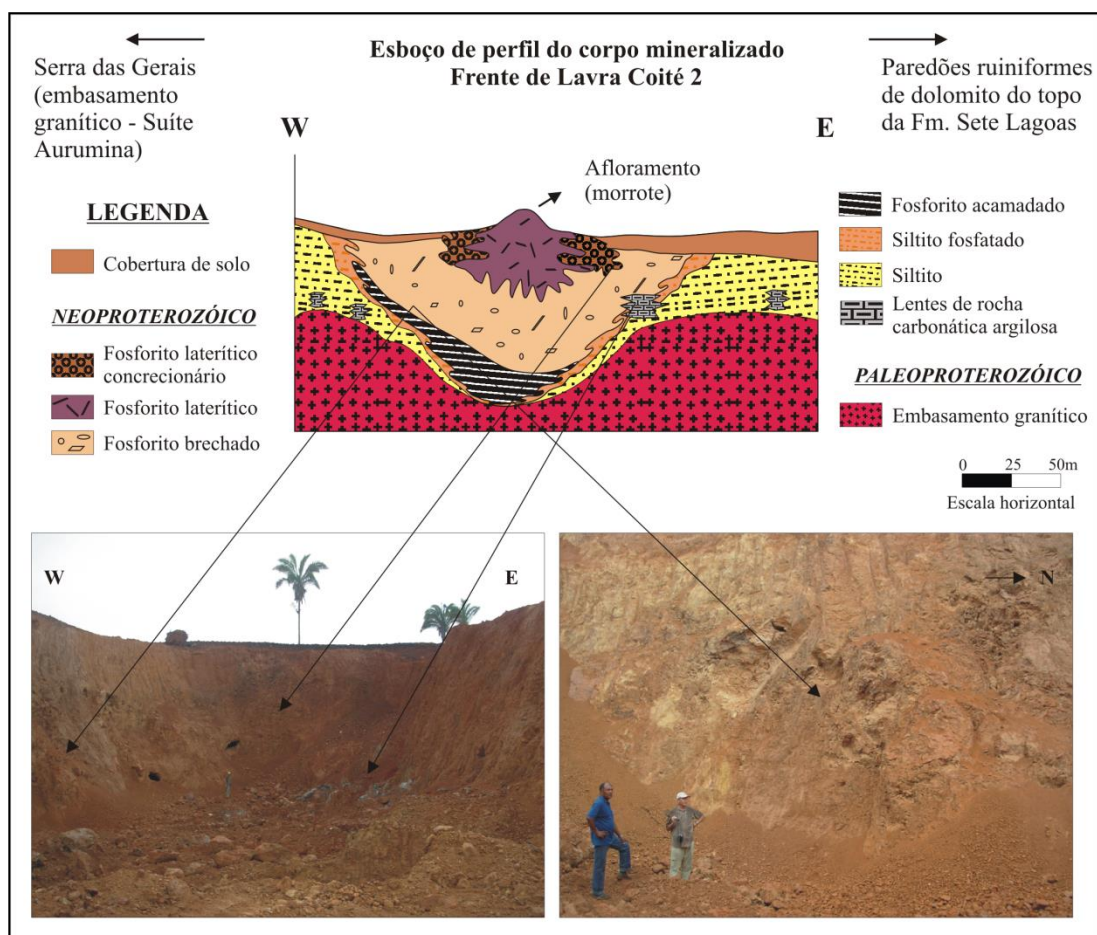 Esboço de perfil do corpo mineralizado
Frente de Lavra Coité 2
Serra das Gerais
(embasamento
granítico - Suíte
Aurumina)
Paredões ruiniformes
de dolomito do topo
da Fm. Sete Lagoas
W
E
Afloramento
(morrote)
LEGENDA
Cobertura de solo
NEOPROTEROZÓICO
Fosforito laterítico
concrecionário
Fosforito laterítico
Fosforito brechado
Fosforito acamadado
Siltito fosfatado
Siltito
Lentes de rocha
carbonática argilosa
PALEOPROTEROZÓICO
Embasamento granítico
0 25 50m
Escala horizontal
W
E
N